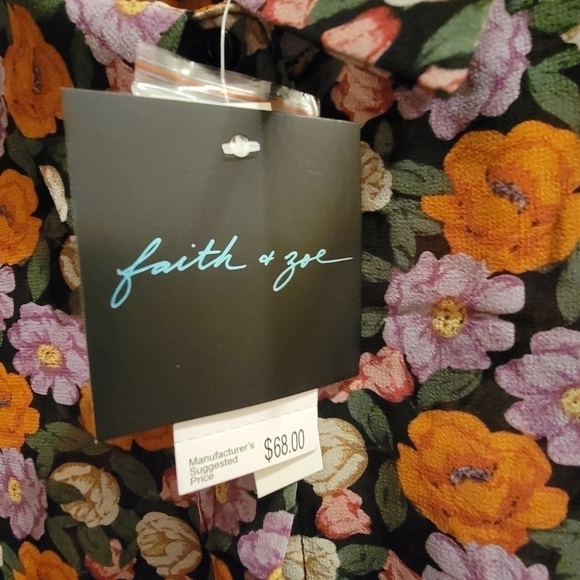 faith & zoe
Manufacturer's
Suggested
Price
$68.00